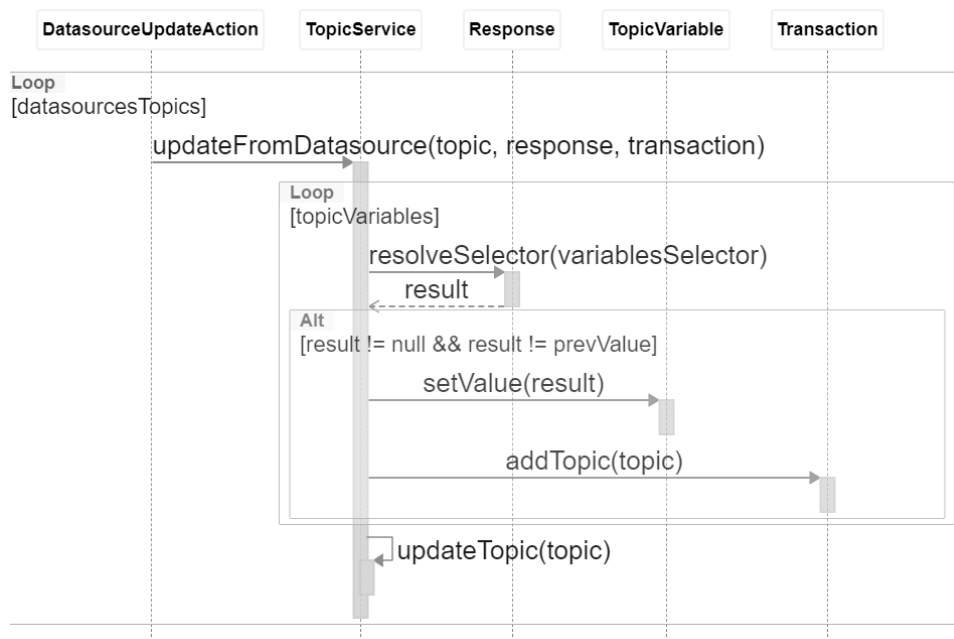 DatasourceUpdateAction TopicService Response TopicVariable Transaction
Loop
[datasourcesTopics]
updateFromDatasource(topic, response, transaction)
Loop
[topicVariables]
resolveSelector(variablesSelector)
result
Alt
[result != null && result != prevValue]
setValue(result)
addTopic(topic)
updateTopic(topic)